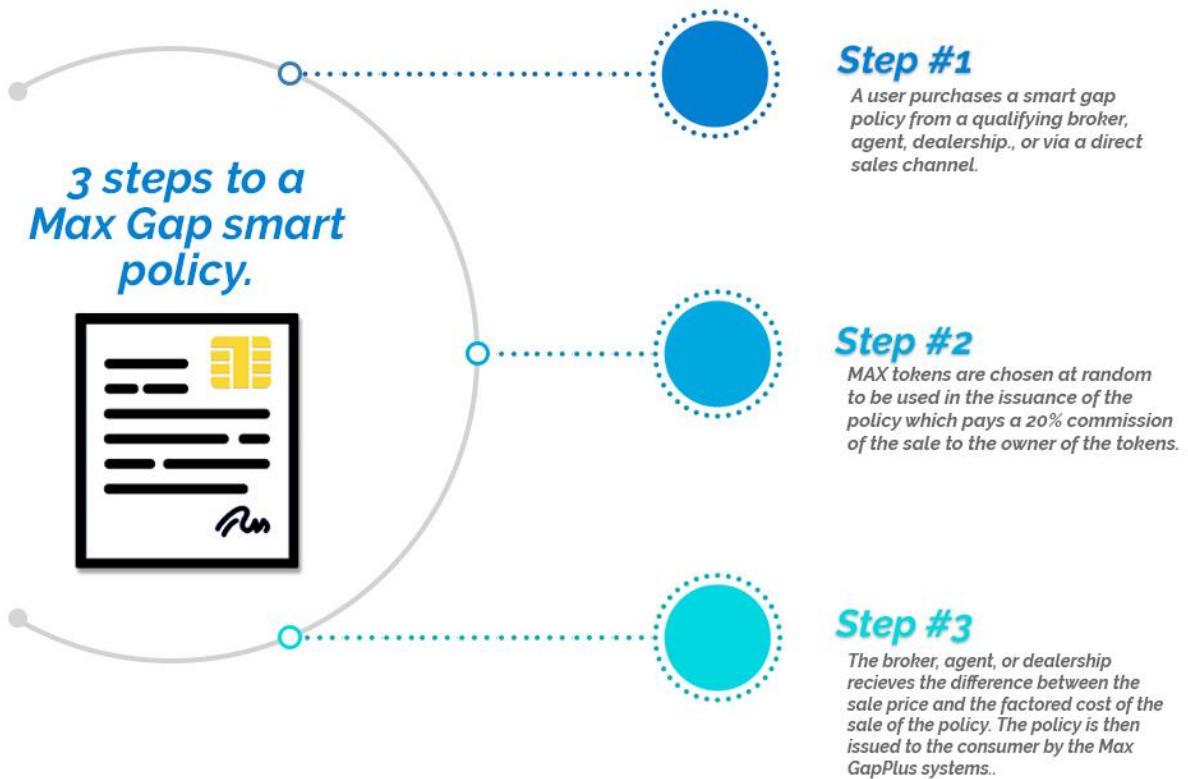 3 steps to a
Max Gap smart
policy.
Step #1
A user purchases a smart gap
policy from a qualifying broker,
agent, dealership., or via a direct
sales channel.
Step #2
MAX tokens are chosen at random
to be used in the issuance of the
policy which pays a 20% commission
of the sale to the owner of the tokens.
Step #3
The broker, agent, or dealership
recieves the difference between the
sale price and the factored cost of the
sale of the policy. The policy is then
issued to the consumer by the Max
GapPlus systems..